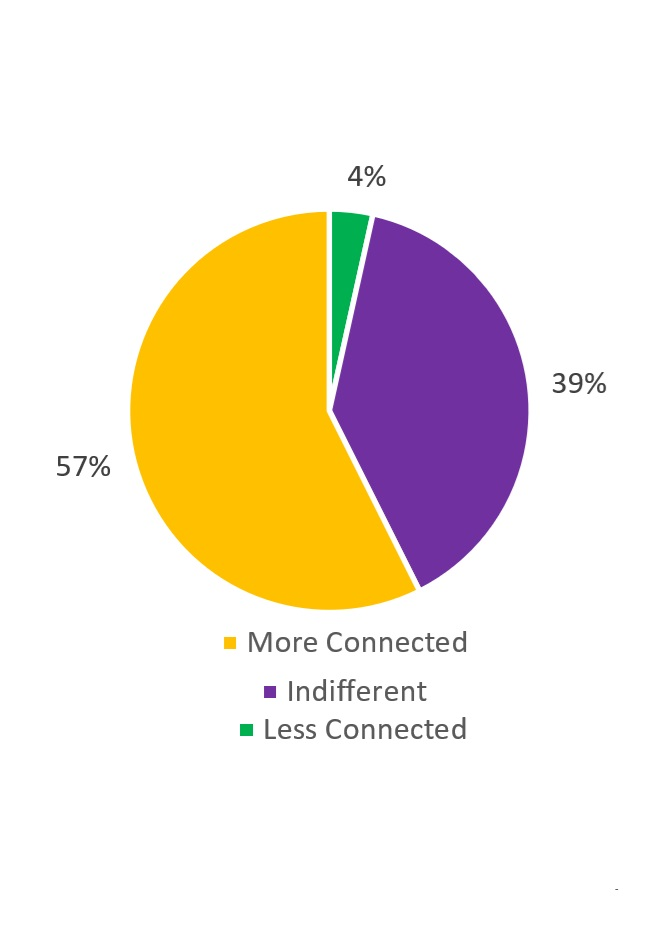 4%
39%
57%
More Connected
Indifferent
Less Connected